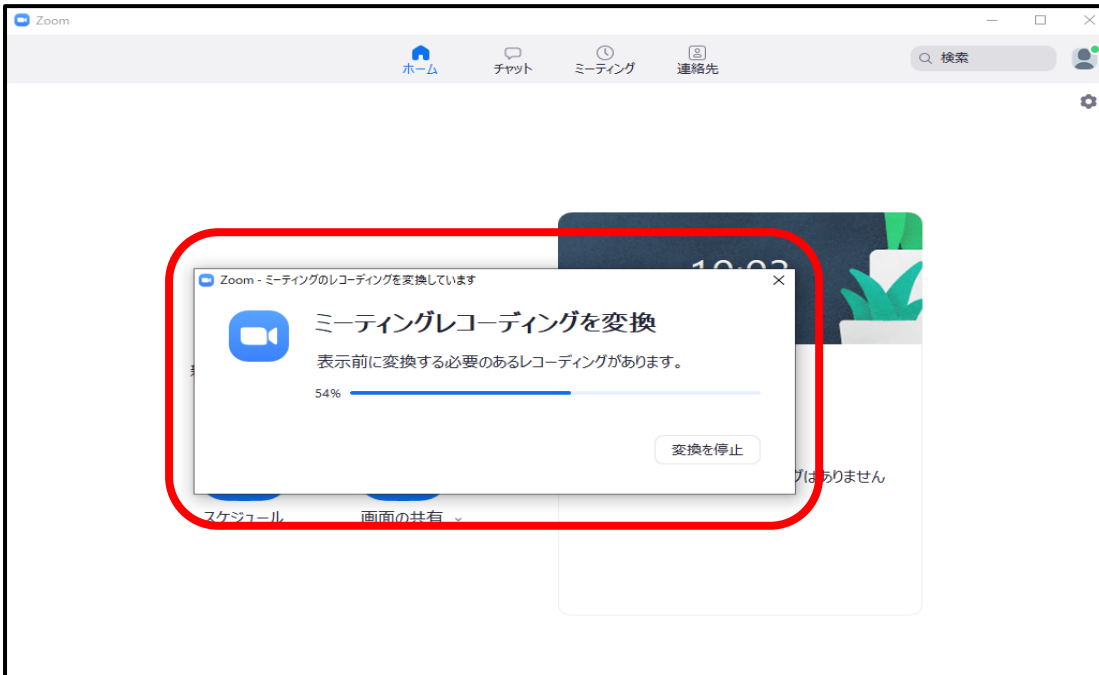 Zoom
ホーム
チャット
ミーティング
連絡先
検索
Zoom - ミーティングのレコーディングを変換しています
ミーティングレコーディングを変換
表示前に変換する必要のあるレコーディングがあります。
54%
変換を停止
はありません
スケジュール
画面の共有